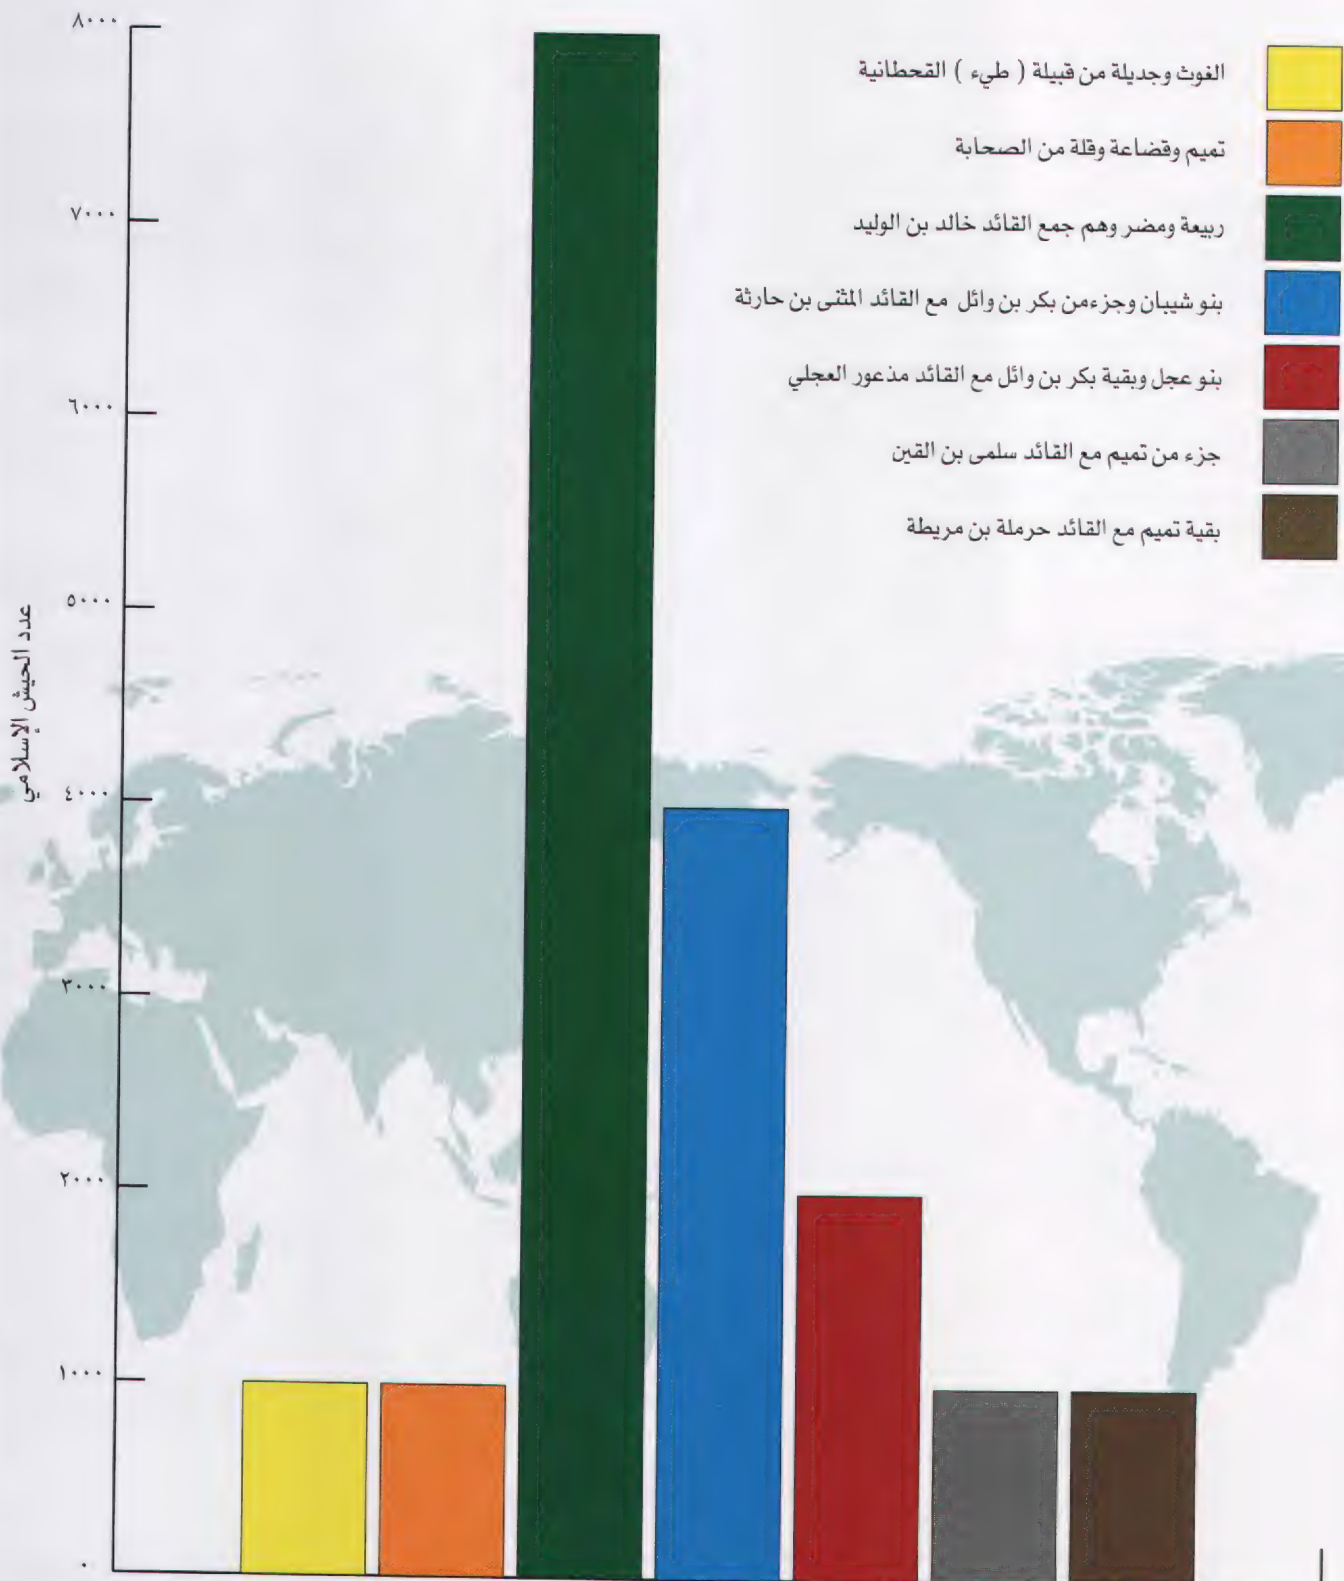 الغوث وجديلة من قبيلة ( طيء ) القحطانية
تميم وقضاعة وقلة من الصحابة
ربيعة ومضر وهم جمع القائد خالد بن الوليد
بنو شيبان وجزءمن بكر بن وائل مع القائد المثنى بن حارثة
بنو عجل وبقية بكر بن وائل مع القائد مذعور العجلي
جزء من تميم مع القائد سلمى بن القين
بقية تميم مع القائد حرملة بن مريطة
عدد الجيش الإسلامي
٨٠٠٠
٧٠٠٠
٦٠٠٠
٥٠٠٠
٤٠٠٠
٣٠٠٠
٢٠٠٠
١٠٠٠
٠